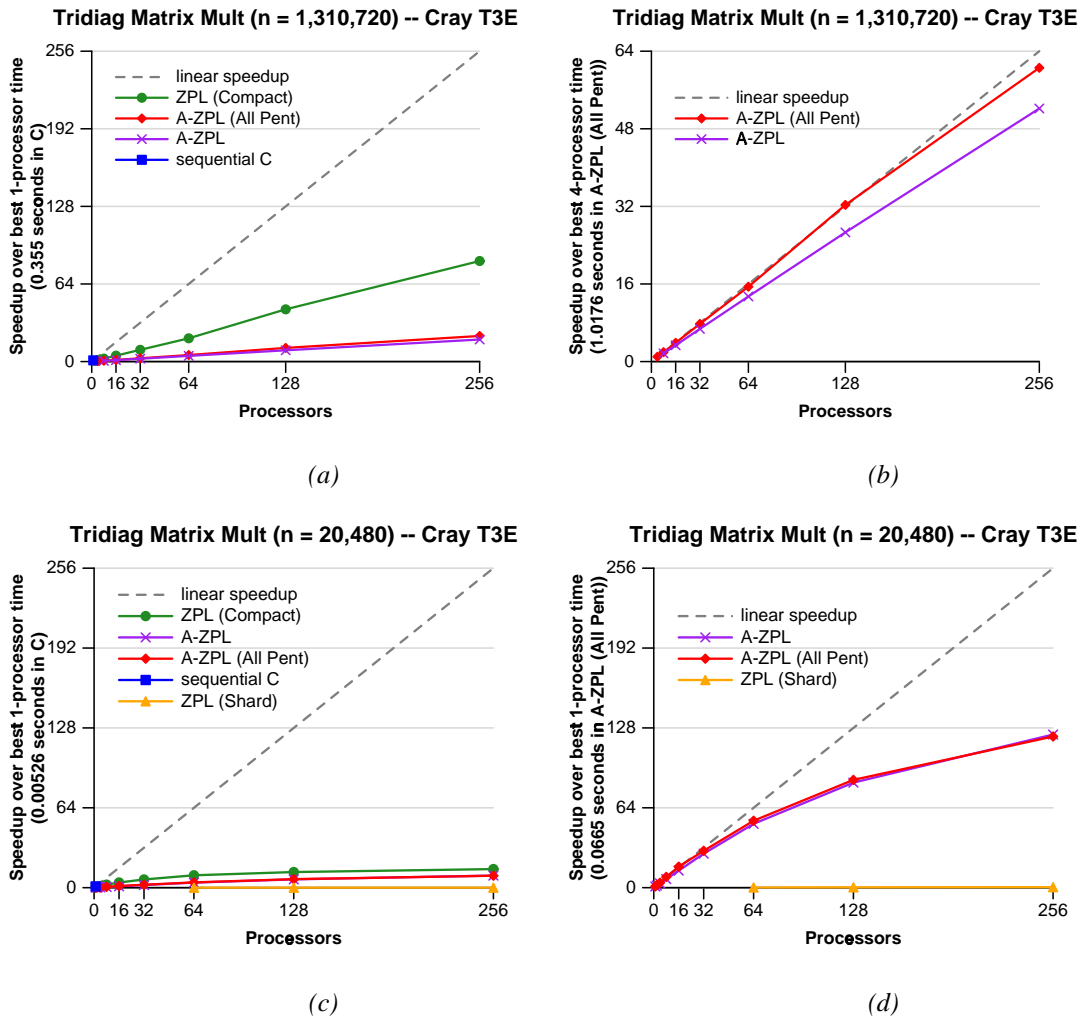 Tridiag Matrix Mult (n = 1,310,720) -- Cray T3E
Speedup over best 1-processor time
(0.355 seconds in C)
256
192
128
64
0
linear speedup
ZPL (Compact)
A-ZPL (All Pent)
A-ZPL
sequential C
0 16 32 64 128 256
Processors
(a)
Tridiag Matrix Mult (n = 1,310,720) -- Cray T3E
Speedup over best 4-processor time
(1.0176 seconds in A-ZPL (All Pent))
64
48
32
16
0
linear speedup
A-ZPL (All Pent)
A-ZPL
0 16 32 64 128 256
Processors
(b)
Tridiag Matrix Mult (n = 20,480) -- Cray T3E
Speedup over best 1-processor time
(0.00526 seconds in C)
256
192
128
64
0
linear speedup
ZPL (Compact)
A-ZPL
A-ZPL (All Pent)
sequential C
ZPL (Shard)
0 16 32 64 128 256
Processors
(c)
Tridiag Matrix Mult (n = 20,480) -- Cray T3E
Speedup over best 1-processor time
(0.0665 seconds in A-ZPL (All Pent))
256
192
128
64
0
linear speedup
A-ZPL
A-ZPL (All Pent)
ZPL (Shard)
0 16 32 64 128 256
Processors
(d)